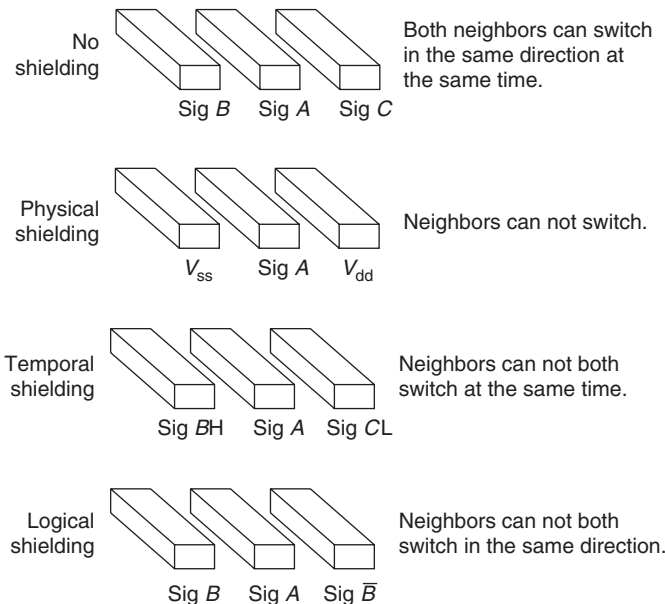 No
shielding
Both neighbors can switch
in the same direction at
the same time.
Sig B Sig A Sig C
Physical
shielding
Neighbors can not switch.
Vss Sig A Vdd
Temporal
shielding
Neighbors can not both
switch at the same time.
Sig BH Sig A Sig CL
Logical
shielding
Neighbors can not both
switch in the same direction.
Sig B Sig A Sig B̅